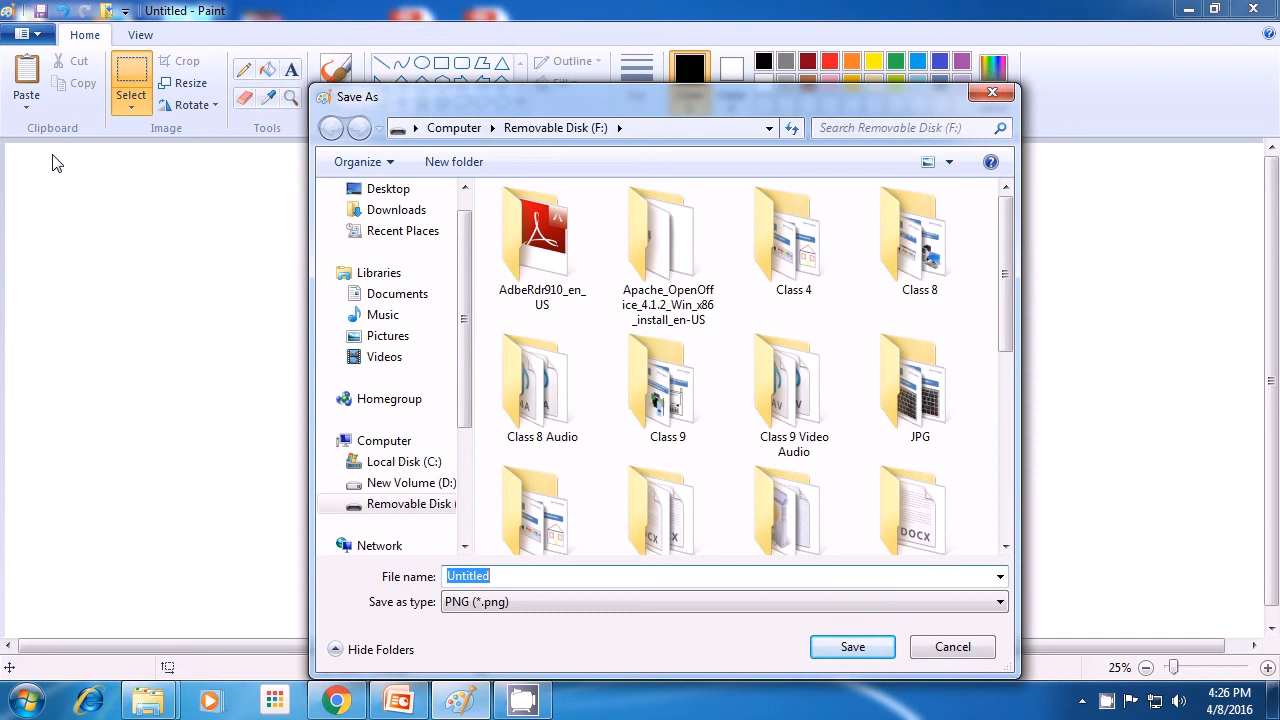 Untitled - Paint
Home
View
Cut
Copy
Paste
Clipboard
Select
Crop
Resize
Rotate
Image
A
Tools
Outline
Save As
Computer
Removable Disk (F:)
Search Removable Disk (F:)
Organize
New folder
Desktop
Downloads
Recent Places
Libraries
Documents
Music
Pictures
Videos
Homegroup
Computer
Local Disk (C:)
New Volume (D:)
Removable Disk (
Network
AdbeRdr910_en_
US
Apache_OpenOff
ice_4.1.2_Win_x86
_install_en-US
Class 4
Class 8
Class 8 Audio
Class 9
Class 9 Video
Audio
JPG
DOCX
File name:
Untitled
Save as type:
PNG (*.png)
Hide Folders
Save
Cancel
25%
4:26 PM
4/8/2016